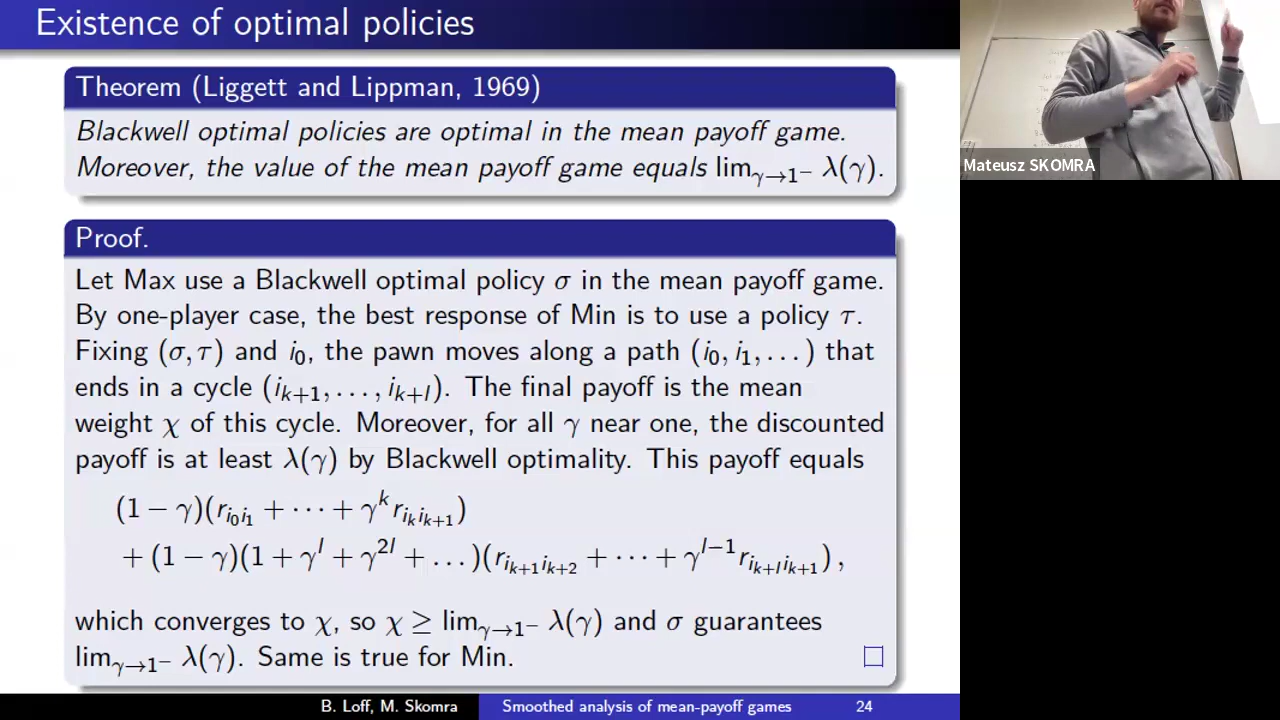 Existence of optimal policies
Theorem (Liggett and Lippman, 1969)
Blackwell optimal policies are optimal in the mean payoff game.
Moreover, the value of the mean payoff game equals lim_{γ→1⁻} λ(γ).
Proof.
Let Max use a Blackwell optimal policy σ in the mean payoff game.
By one-player case, the best response of Min is to use a policy τ.
Fixing (σ, τ) and i₀, the pawn moves along a path (i₀, i₁, . . . ) that
ends in a cycle (i_{k+1}, . . . , i_{k+l}). The final payoff is the mean
weight χ of this cycle. Moreover, for all γ near one, the discounted
payoff is at least λ(γ) by Blackwell optimality. This payoff equals
(1 − γ)(r_{i₀i₁} + · · · + γ^k r_{i_k i_{k+1}})
+ (1 − γ)(1 + γ^l + γ^{2l} + . . . )(r_{i_{k+1} i_{k+2}} + · · · + γ^{l−1} r_{i_{k+l} i_{k+1}}) ,
which converges to χ, so χ ≥ lim_{γ→1⁻} λ(γ) and σ guarantees
lim_{γ→1⁻} λ(γ). Same is true for Min. □
B. Loff, M. Skomra Smoothed analysis of mean-payoff games 24
Mateusz SKOMRA